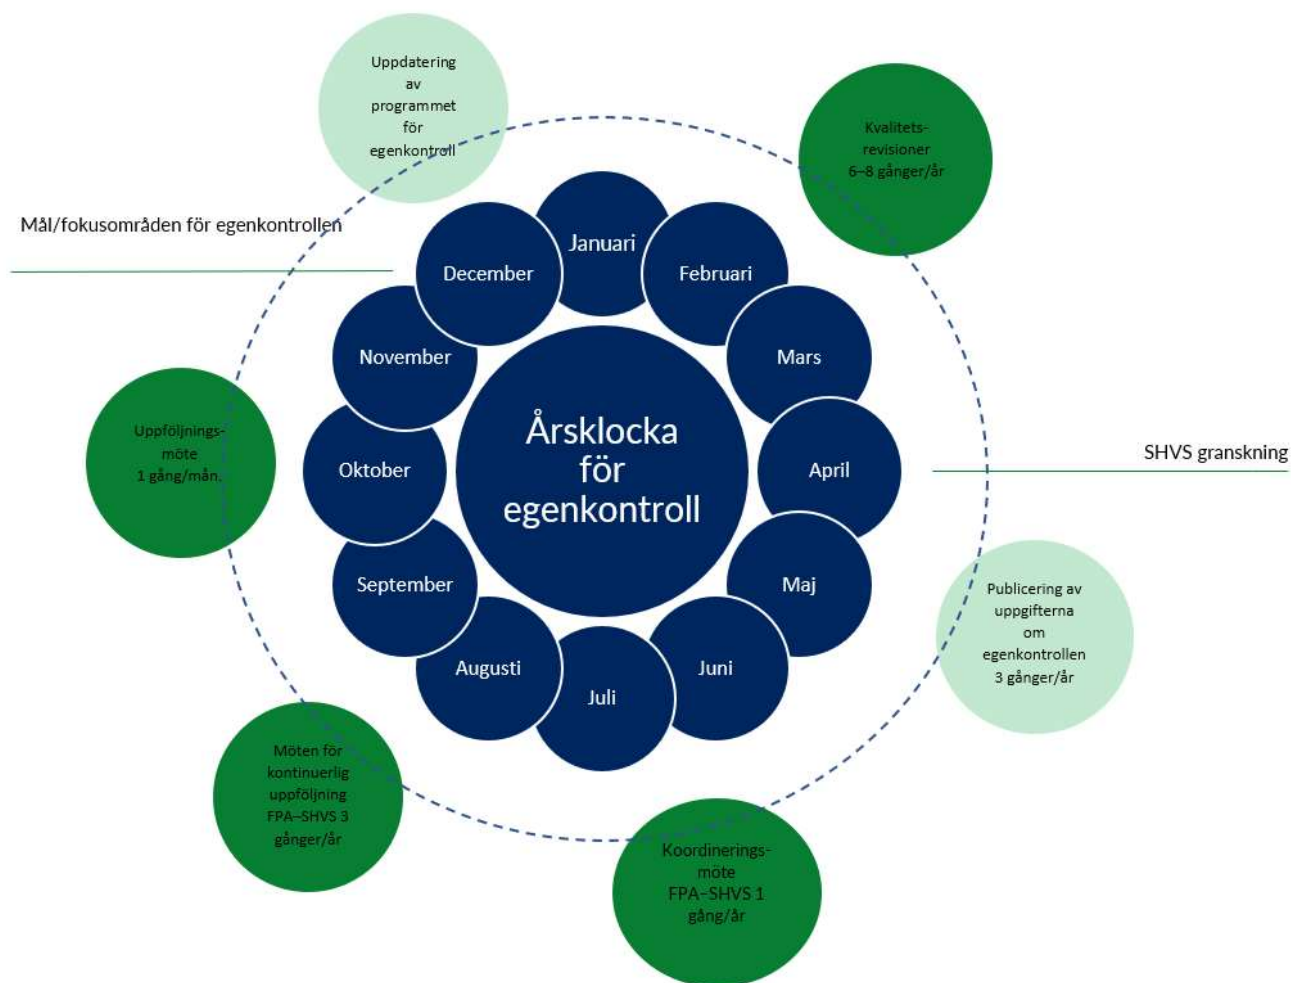 Uppdatering
av
programmet
för
egenkontroll
Kvalitets-
revisioner
6–8 gånger/år
Mål/fokusområden för egenkontrollen
Januari
Februari
Mars
April
Maj
Juni
Juli
Augusti
September
Oktober
November
December
Årsklocka
för
egenkontroll
Uppföljnings-
möte
1 gång/mån.
SHVS granskning
Publicering av
uppgifterna
om
egenkontrollen
3 gånger/år
Möten för
kontinuerlig
uppföljning
FPA–SHVS 3
gånger/år
Koordinerings-
möte
FPA–SHVS 1
gång/år